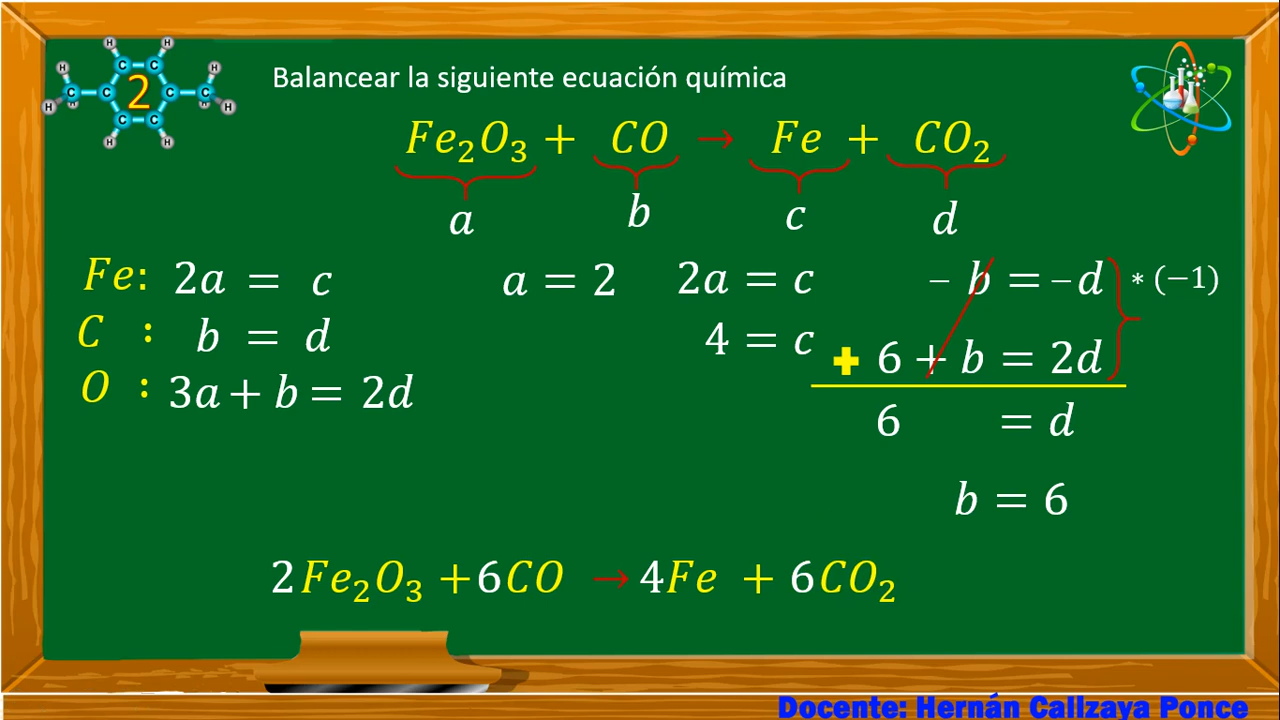 2
Balancear la siguiente ecuación química
Fe₂O₃ + CO → Fe + CO₂
a b c d
Fe: 2a = c
C : b = d
O : 3a + b = 2d
a = 2
2a = c
4 = c
– b = –d * (−1)
+ 6 + b = 2d
6 = d
b = 6
2Fe₂O₃ + 6CO → 4Fe + 6CO₂
H H
H C C H
C C C C
H H C C H H
H H
Docente: Hernán Callzaya Ponce